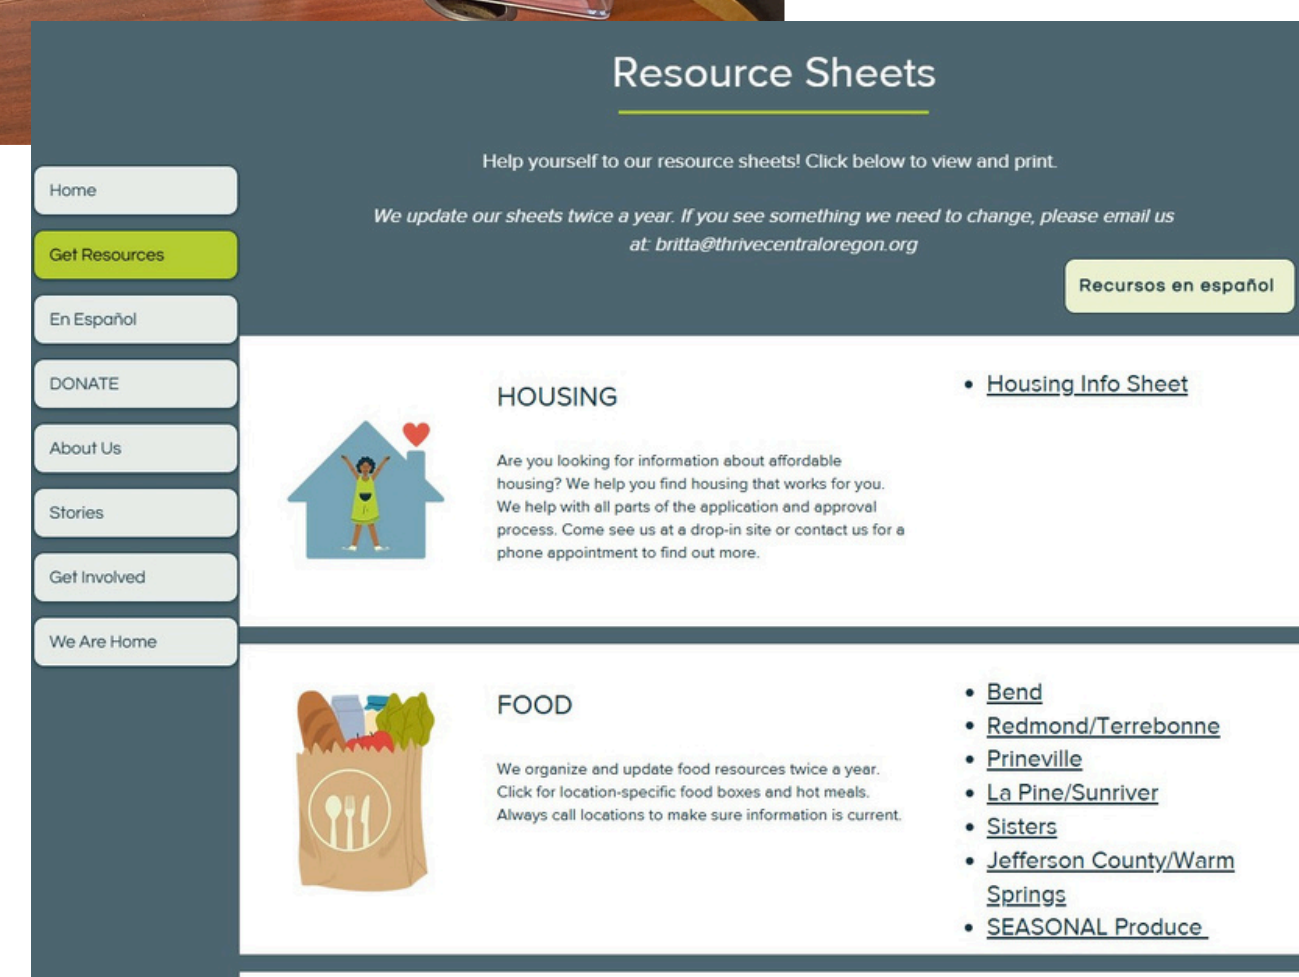 Resource Sheets
Help yourself to our resource sheets! Click below to view and print.
We update our sheets twice a year. If you see something we need to change, please email us
at: britta@thrivecentraloregon.org
Recursos en español
Home
Get Resources
En Español
DONATE
About Us
Stories
Get Involved
We Are Home
HOUSING
Are you looking for information about affordable
housing? We help you find housing that works for you.
We help with all parts of the application and approval
process. Come see us at a drop-in site or contact us for a
phone appointment to find out more.
• Housing Info Sheet
FOOD
We organize and update food resources twice a year.
Click for location-specific food boxes and hot meals.
Always call locations to make sure information is current.
• Bend
• Redmond/Terrebonne
• Prineville
• La Pine/Sunriver
• Sisters
• Jefferson County/Warm
Springs
• SEASONAL Produce